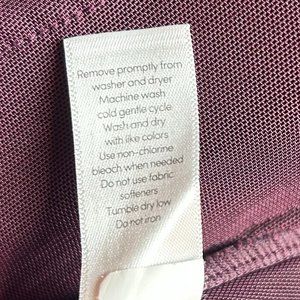 Remove promptly from
washer and dryer
Machine wash
cold gentle cycle
Wash and dry
with like colors
Use non-chlorine
bleach when needed
Do not use fabric
softeners
Tumble dry low
Do not iron